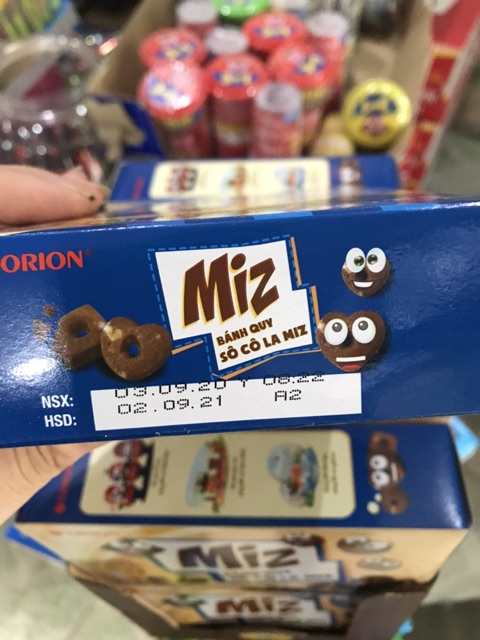 ORION
Miz
BÁNH QUY
SÔ CÔ LA MIZ
NSX: 03.09.20 Y 08:22
HSD: 02.09.21 A2
Miz
Miz